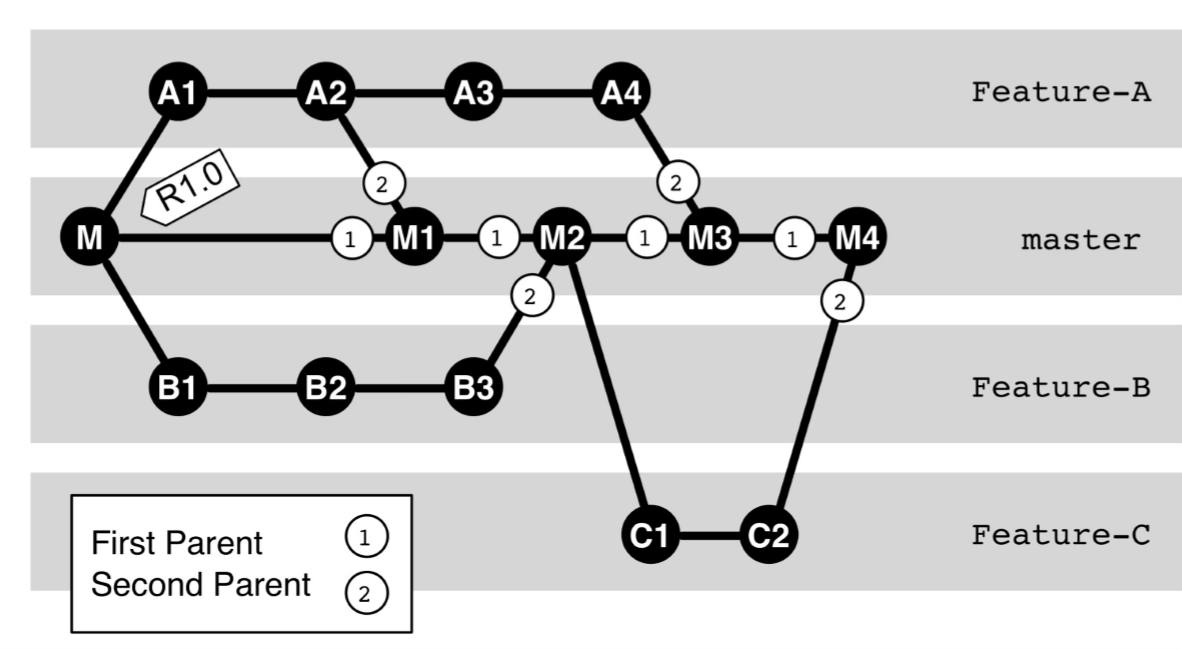 A1 A2 A3 A4 Feature-A
R1.0
2 2
M 1 M1 1 M2 1 M3 1 M4 master
2 2
B1 B2 B3 Feature-B
C1 C2 Feature-C
First Parent 1
Second Parent 2